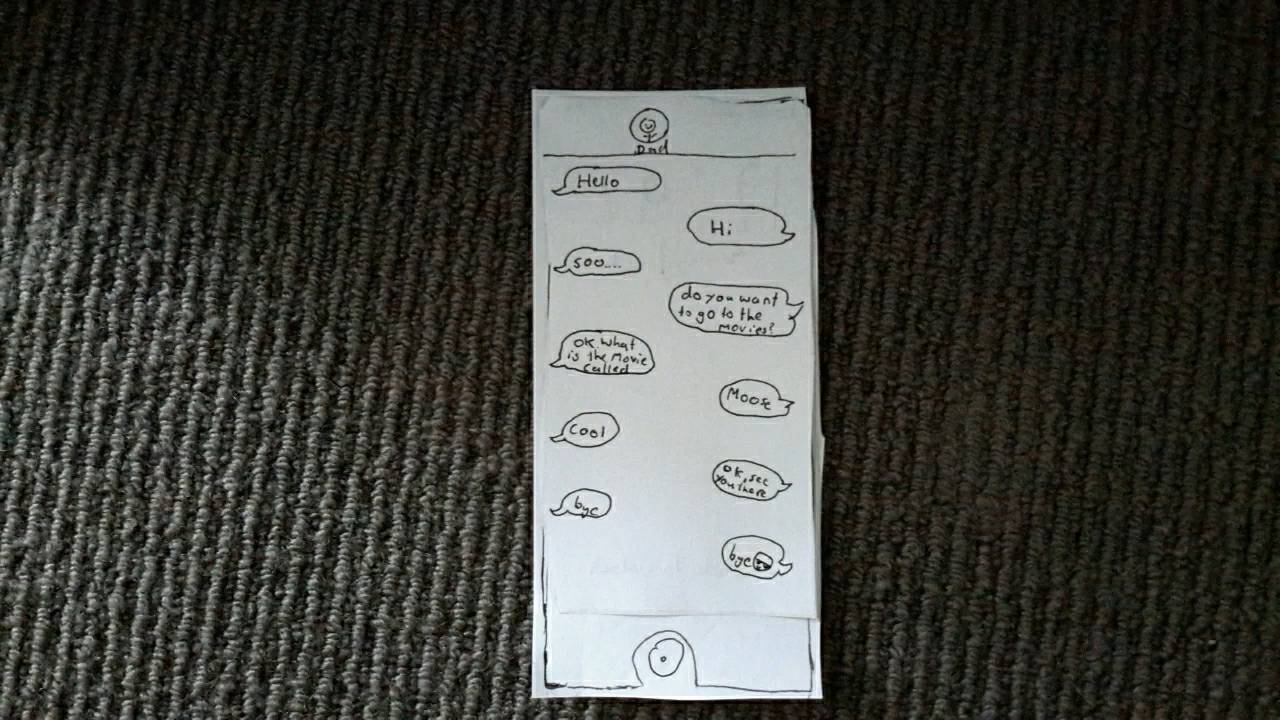 Dad
Hello
Hi
soo....
do you want
to go to the
movies?
OK what
is the Movie
called
Moose
cool
OK, see
you there
bye
bye